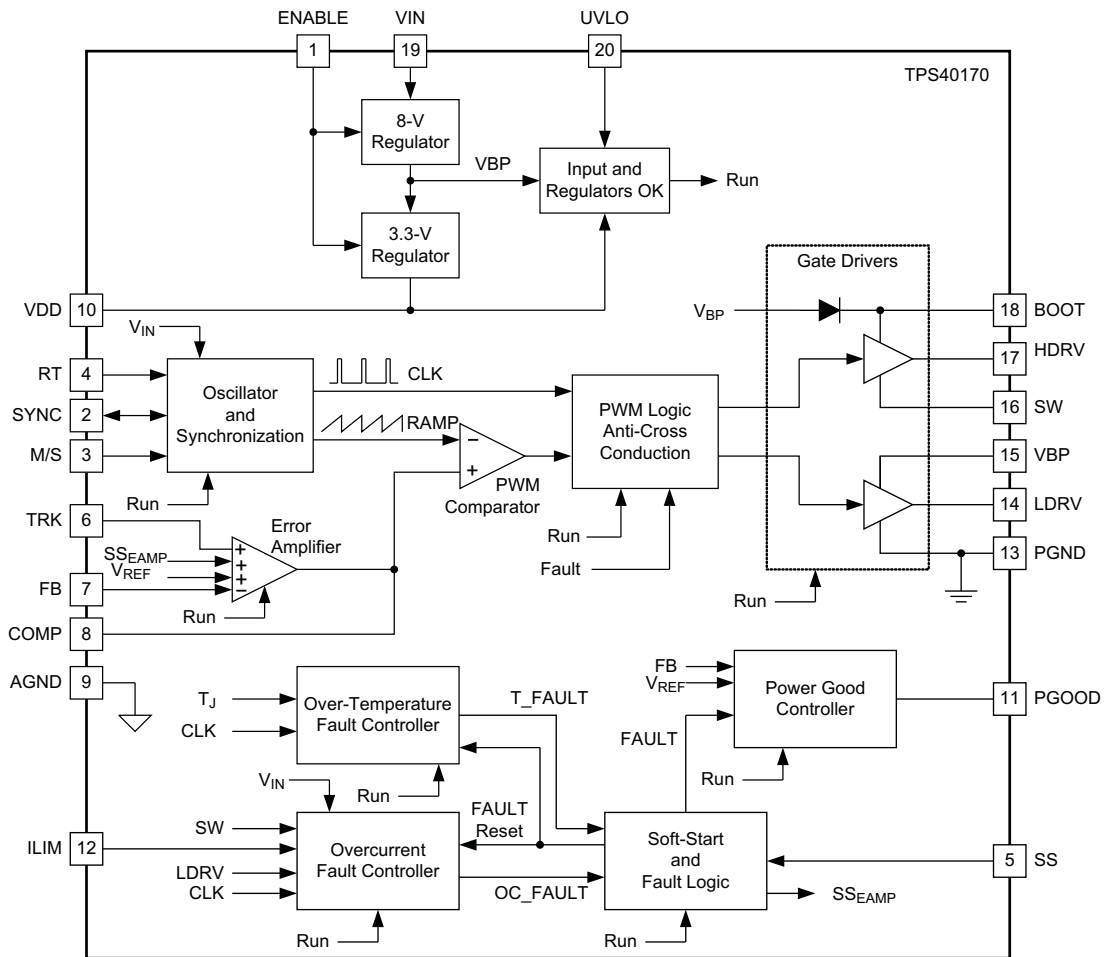 ENABLE
VIN
UVLO
1
19
20
TPS40170
8-V
Regulator
VBP
Input and
Regulators OK
Run
3.3-V
Regulator
Gate Drivers
VDD
10
V_BP
18
BOOT
V_IN
RT
4
Oscillator
and
Synchronization
CLK
17
HDRV
SYNC
2
PWM Logic
Anti-Cross
Conduction
16
SW
RAMP
M/S
3
−
+
PWM
Comparator
15
VBP
Run
TRK
6
Error
Amplifier
14
LDRV
Run
SS_EAMP
V_REF
+
+
+
−
13
PGND
Fault
FB
7
Run
Run
COMP
8
AGND
9
T_J
CLK
Over-Temperature
Fault Controller
T_FAULT
FB
V_REF
Power Good
Controller
11
PGOOD
FAULT
V_IN
Run
Run
FAULT
Reset
ILIM
12
SW
LDRV
CLK
Overcurrent
Fault Controller
OC_FAULT
Soft-Start
and
Fault Logic
5
SS
SS_EAMP
Run
Run